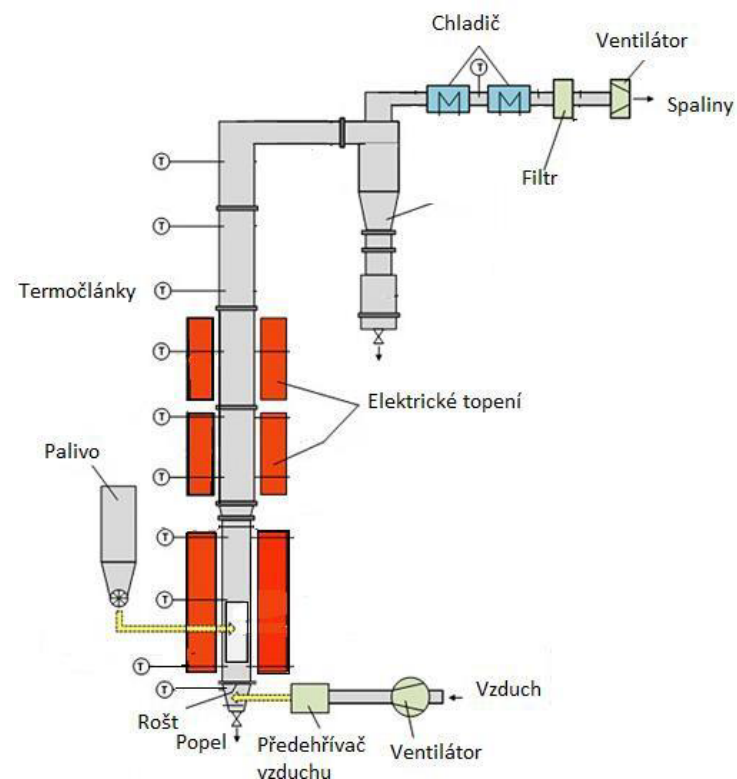 Chladič
Ventilátor
T
Spaliny
Filtr
T
T
Termočlánky
T
T
Elektrické topení
T
Palivo
T
T
T
T
T
Vzduch
Rošt
Popel
Předehřívač
vzduchu
Ventilátor